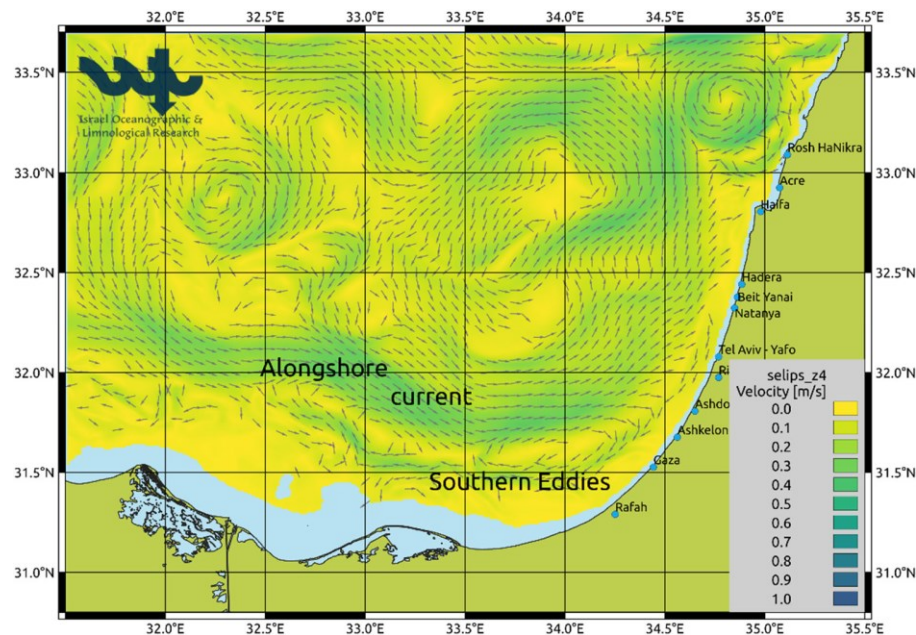 32.0°E 32.5°E 33.0°E 33.5°E 34.0°E 34.5°E 35.0°E 35.5°E
33.5°N 33.5°N
Israel Oceanographic &
Limnological Research
Rosh HaNikra
33.0°N 33.0°N
Acre
Haifa
32.5°N 32.5°N
Hadera
Beit Yanai
Natanya
Tel Aviv - Yafo
Alongshore
32.0°N 32.0°N
current
Ashkelon
31.5°N 31.5°N
Gaza
Southern Eddies
Rafah
31.0°N 31.0°N
selips_z4
Velocity [m/s]
0.0
0.1
0.2
0.3
0.4
0.5
0.6
0.7
0.8
0.9
1.0
32.0°E 32.5°E 33.0°E 33.5°E 34.0°E 34.5°E 35.0°E 35.5°E